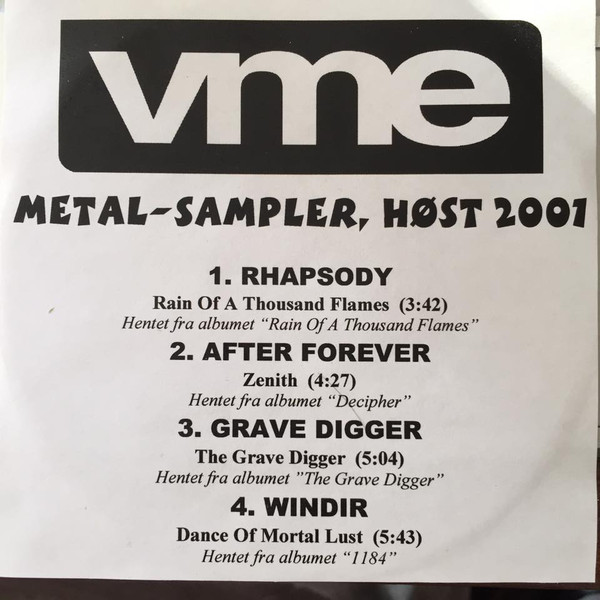 vme
METAL-SAMPLER, HØST 2001
1. RHAPSODY
Rain Of A Thousand Flames (3:42)
Hentet fra albumet “Rain Of A Thousand Flames”
2. AFTER FOREVER
Zenith (4:27)
Hentet fra albumet “Decipher”
3. GRAVE DIGGER
The Grave Digger (5:04)
Hentet fra albumet ”The Grave Digger”
4. WINDIR
Dance Of Mortal Lust (5:43)
Hentet fra albumet “1184”